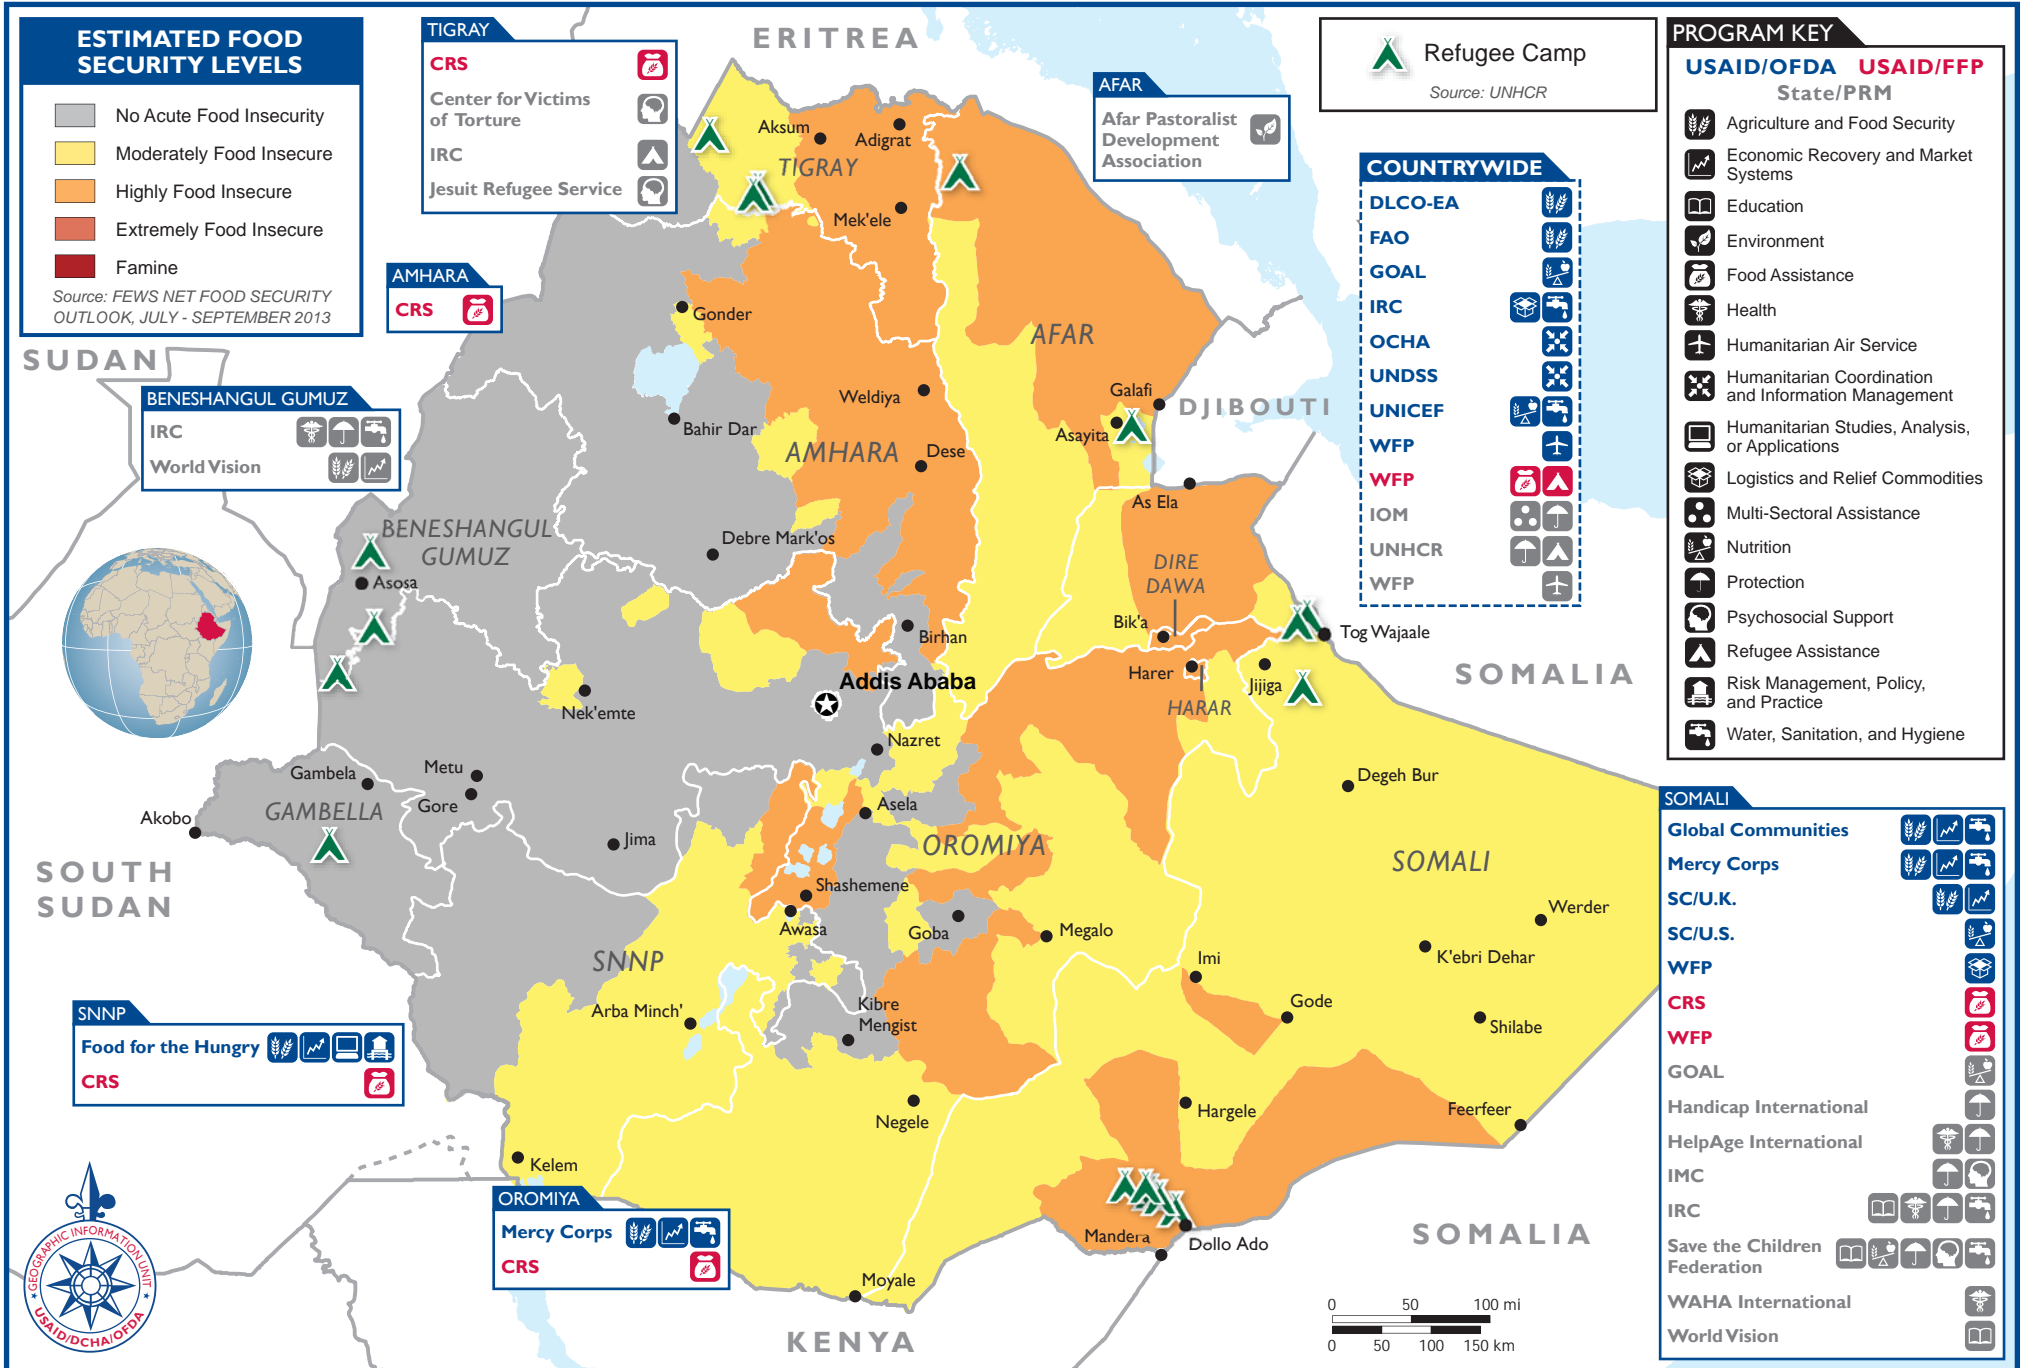 ESTIMATED FOOD
SECURITY LEVELS
No Acute Food Insecurity
Moderately Food Insecure
Highly Food Insecure
Extremely Food Insecure
Famine
Source: FEWS NET FOOD SECURITY
OUTLOOK, JULY - SEPTEMBER 2013
TIGRAY
CRS
Center for Victims
of Torture
IRC
Jesuit Refugee Service
AMHARA
CRS
BENESHANGUL GUMUZ
IRC
World Vision
AFAR
Afar Pastoralist
Development
Association
Refugee Camp
Source: UNHCR
COUNTRYWIDE
DLCO-EA
FAO
GOAL
IRC
OCHA
UNDSS
UNICEF
WFP
WFP
IOM
UNHCR
WFP
PROGRAM KEY
USAID/OFDA USAID/FFP
State/PRM
Agriculture and Food Security
Economic Recovery and Market
Systems
Education
Environment
Food Assistance
Health
Humanitarian Air Service
Humanitarian Coordination
and Information Management
Humanitarian Studies, Analysis,
or Applications
Logistics and Relief Commodities
Multi-Sectoral Assistance
Nutrition
Protection
Psychosocial Support
Refugee Assistance
Risk Management, Policy,
and Practice
Water, Sanitation, and Hygiene
SOMALI
Global Communities
Mercy Corps
SC/U.K.
SC/U.S.
WFP
CRS
WFP
GOAL
Handicap International
HelpAge International
IMC
IRC
Save the Children
Federation
WAHA International
World Vision
SNNP
Food for the Hungry
CRS
OROMIYA
Mercy Corps
CRS
ERITREA
SUDAN
DJIBOUTI
SOMALIA
SOUTH
SUDAN
SOMALIA
KENYA
Aksum
Adigrat
TIGRAY
Mek'ele
Gonder
AFAR
Weldiya
Galafi
Bahir Dar
Asayita
AMHARA
Dese
As Ela
BENESHANGUL
GUMUZ
Debre Mark'os
DIRE
DAWA
Asosa
Bik'a
Birhan
Tog Wajaale
Harer
Jijiga
HARAR
Addis Ababa
Nek'emte
Nazret
Gambela
Metu
Gore
Degeh Bur
GAMBELLA
Akobo
Asela
Jima
OROMIYA
SOMALI
Shashemene
Awasa
Goba
Megalo
Werder
K'ebri Dehar
SNNP
Imi
Arba Minch'
Kibre
Mengist
Gode
Shilabe
Negele
Hargele
Feerfeer
Kelem
Mandera
Dollo Ado
Moyale
0 50 100 mi
0 50 100 150 km
GEOGRAPHIC INFORMATION UNIT
USAID/DCHA/OFDA